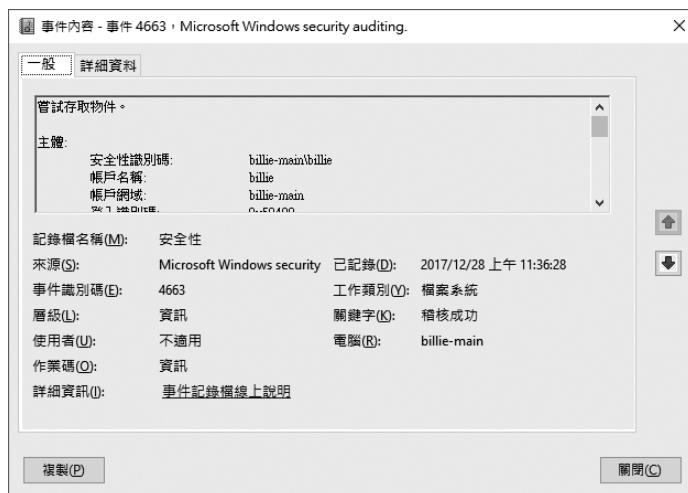 事件內容 - 事件 4663，Microsoft Windows security auditing.
一般 詳細資料
嘗試存取物件。
主體:
安全性識別碼: billie-main\billie
帳戶名稱: billie
帳戶網域: billie-main
記錄檔名稱(M): 安全性
來源(S): Microsoft Windows security 已記錄(D): 2017/12/28 上午 11:36:28
事件識別碼(E): 4663 工作類別(Y): 檔案系統
層級(L): 資訊 關鍵字(K): 稽核成功
使用者(U): 不適用 電腦(R): billie-main
作業碼(O): 資訊
詳細資訊(I): 事件記錄檔線上說明
複製(P) 關閉(C)